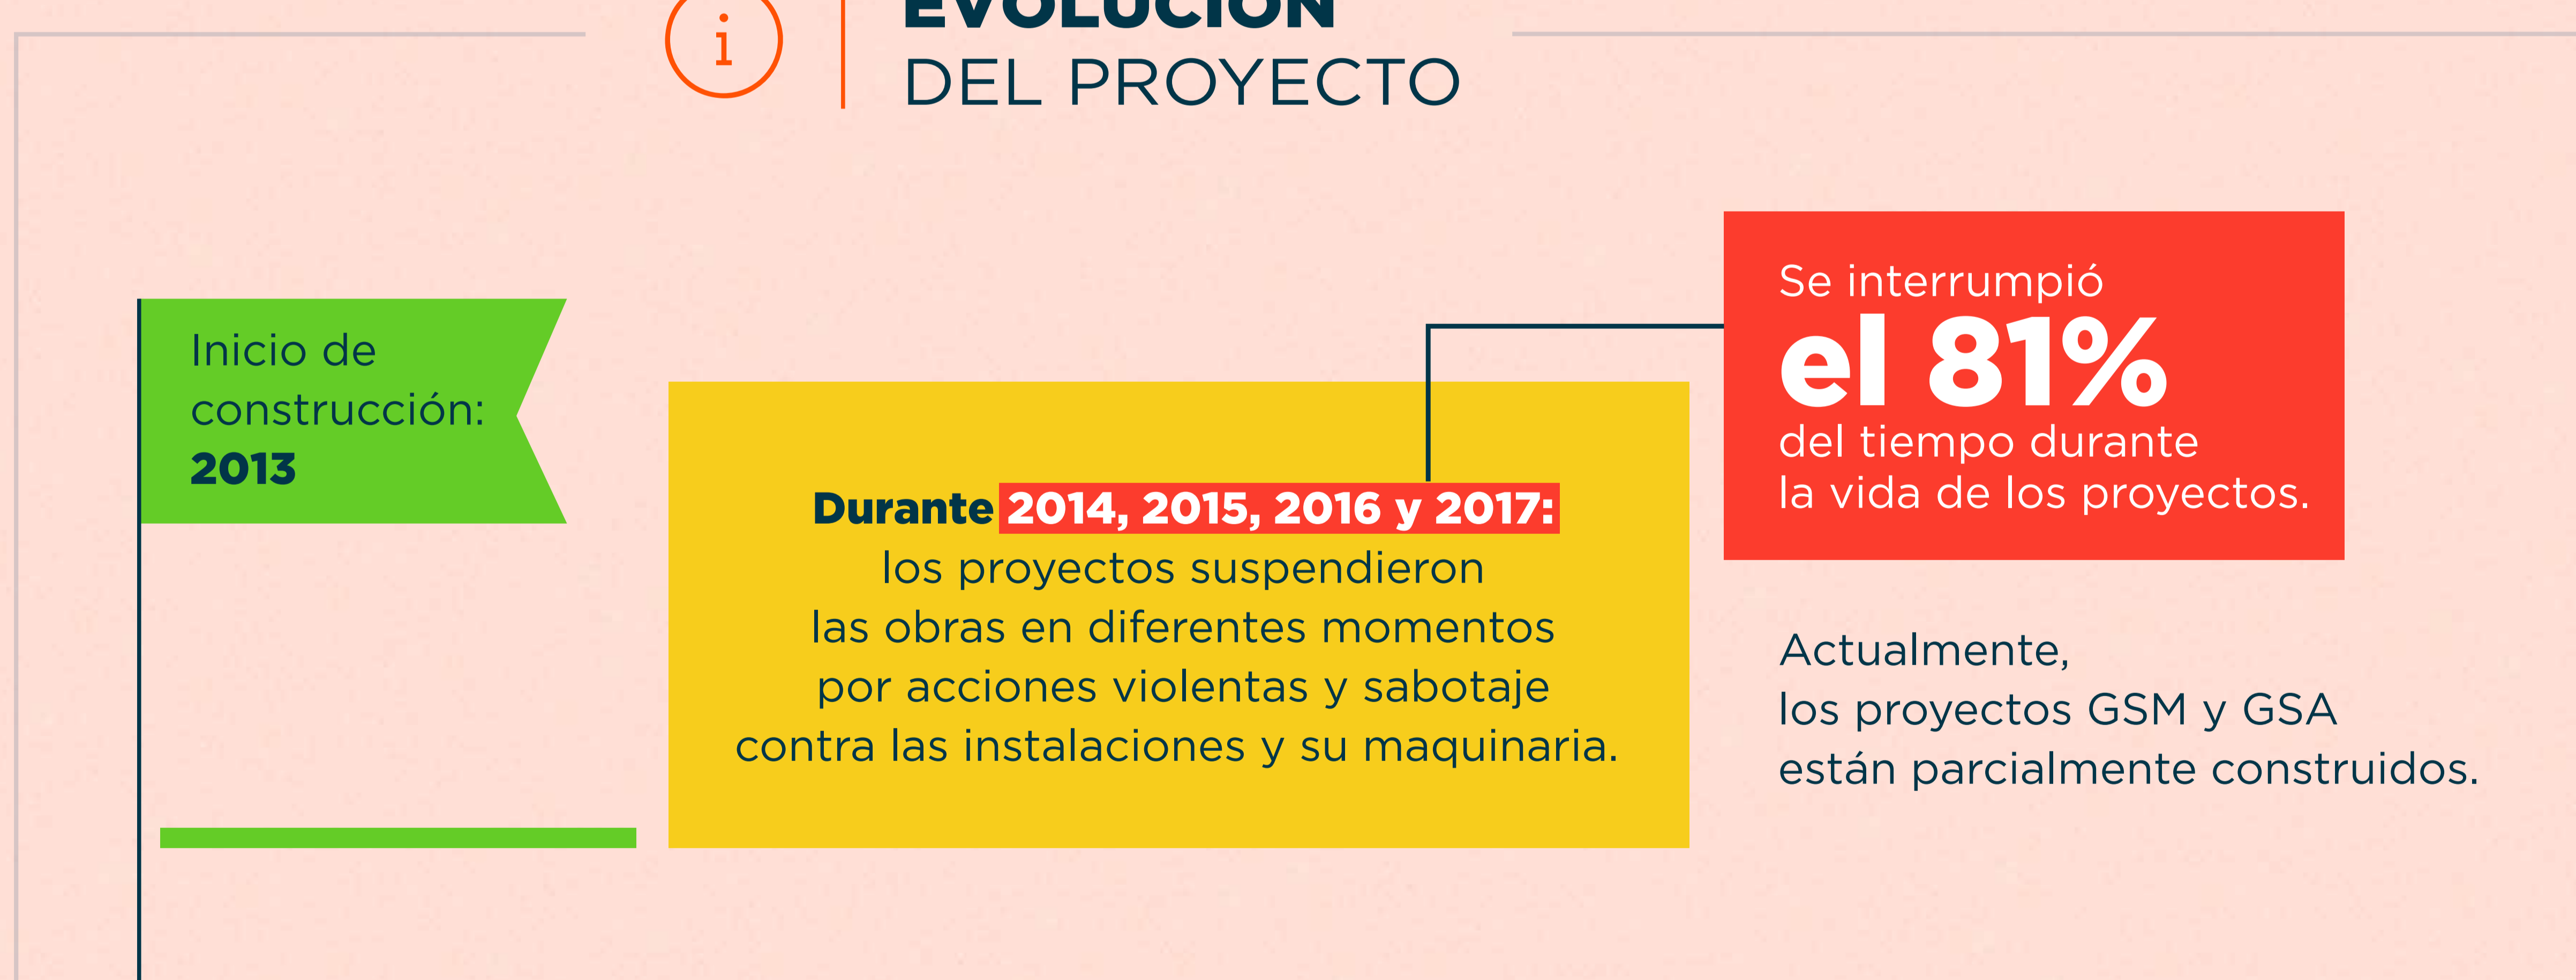 i
EVOLUCIÓN
DEL PROYECTO
Inicio de
construcción:
2013
Durante 2014, 2015, 2016 y 2017:
los proyectos suspendieron
las obras en diferentes momentos
por acciones violentas y sabotaje
contra las instalaciones y su maquinaria.
Se interrumpió
el 81%
del tiempo durante
la vida de los proyectos.
Actualmente,
los proyectos GSM y GSA
están parcialmente construidos.